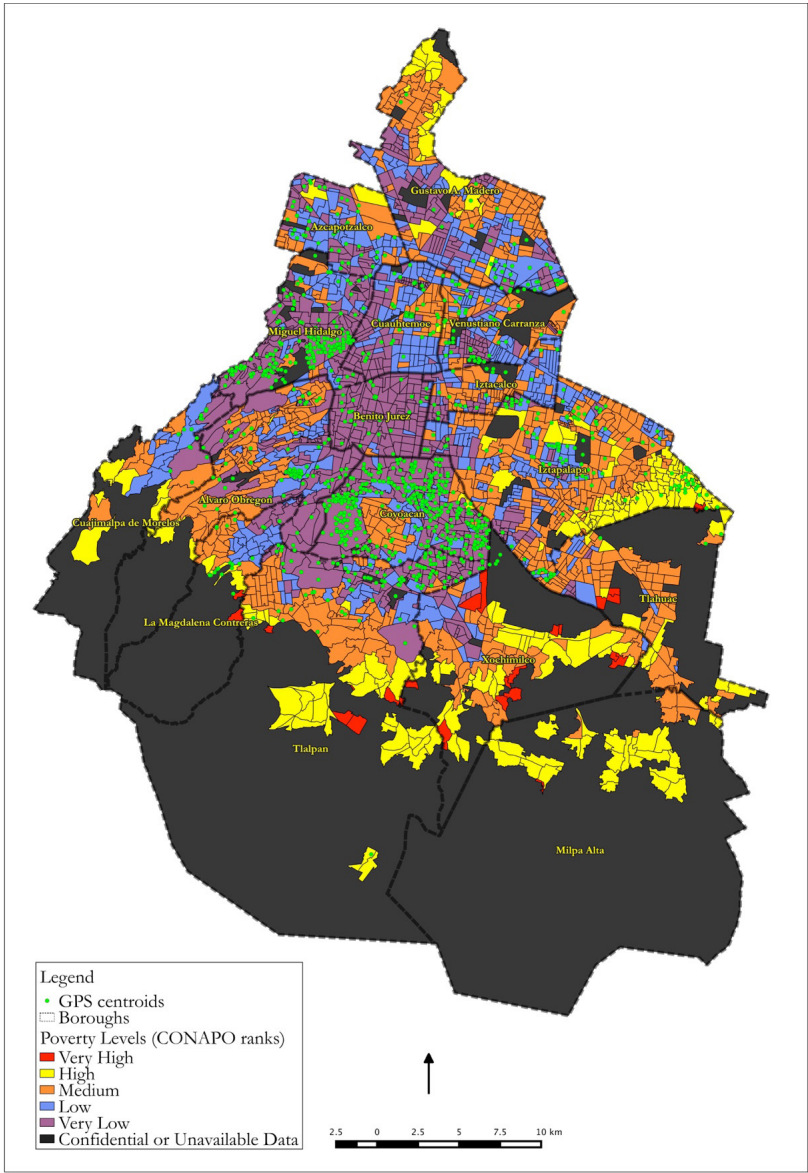 Gustavo A. Madero
Azcapotzalco
Miguel Hidalgo
Cuauhtemoc
Venustiano Carranza
Iztacalco
Benito Jurez
Iztapalapa
Alvaro Obregon
Coyoacan
Cuajimalpa de Morelos
Tlahuac
La Magdalena Contreras
Xochimilco
Tlalpan
Milpa Alta
Legend
GPS centroids
Boroughs
Poverty Levels (CONAPO ranks)
Very High
High
Medium
Low
Very Low
Confidential or Unavailable Data
2.5 0 2.5 5 7.5 10 km